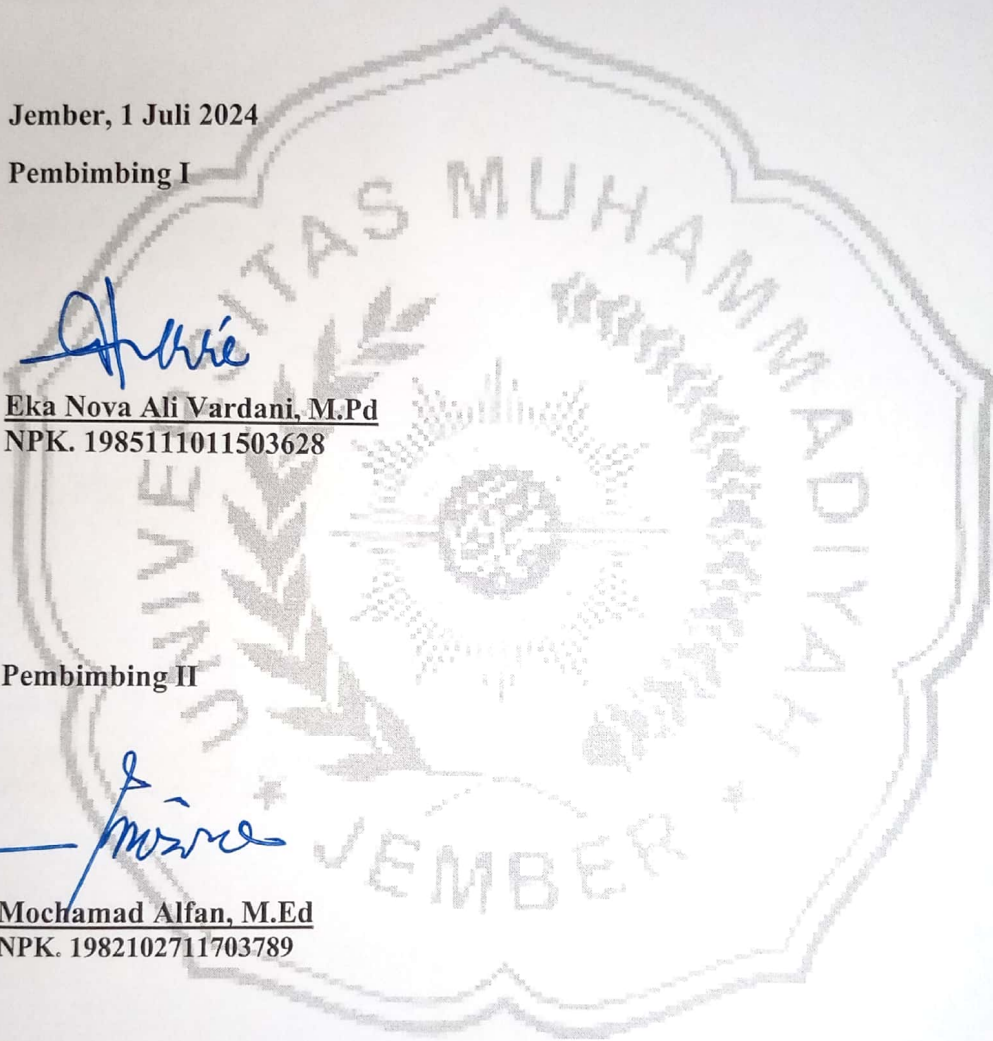 Jember, 1 Juli 2024
Pembimbing I
Eka Nova Ali Vardani, M.Pd
NPK. 1985111011503628
Pembimbing II
Mochamad Alfan, M.Ed
NPK. 1982102711703789
UNIVERSITAS MUHAMMADIYAH
* JEMBER *